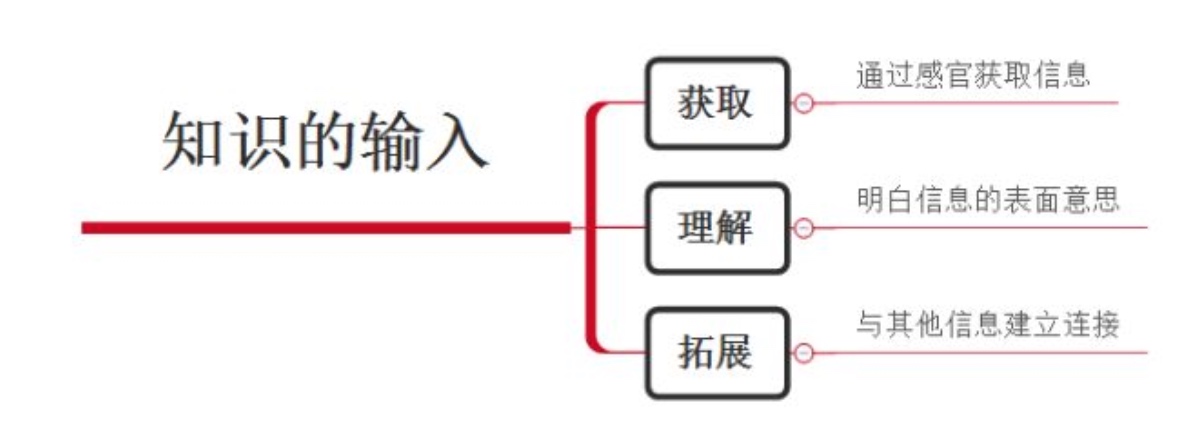 知识的输入
获取
通过感官获取信息
理解
明白信息的表面意思
拓展
与其他信息建立连接